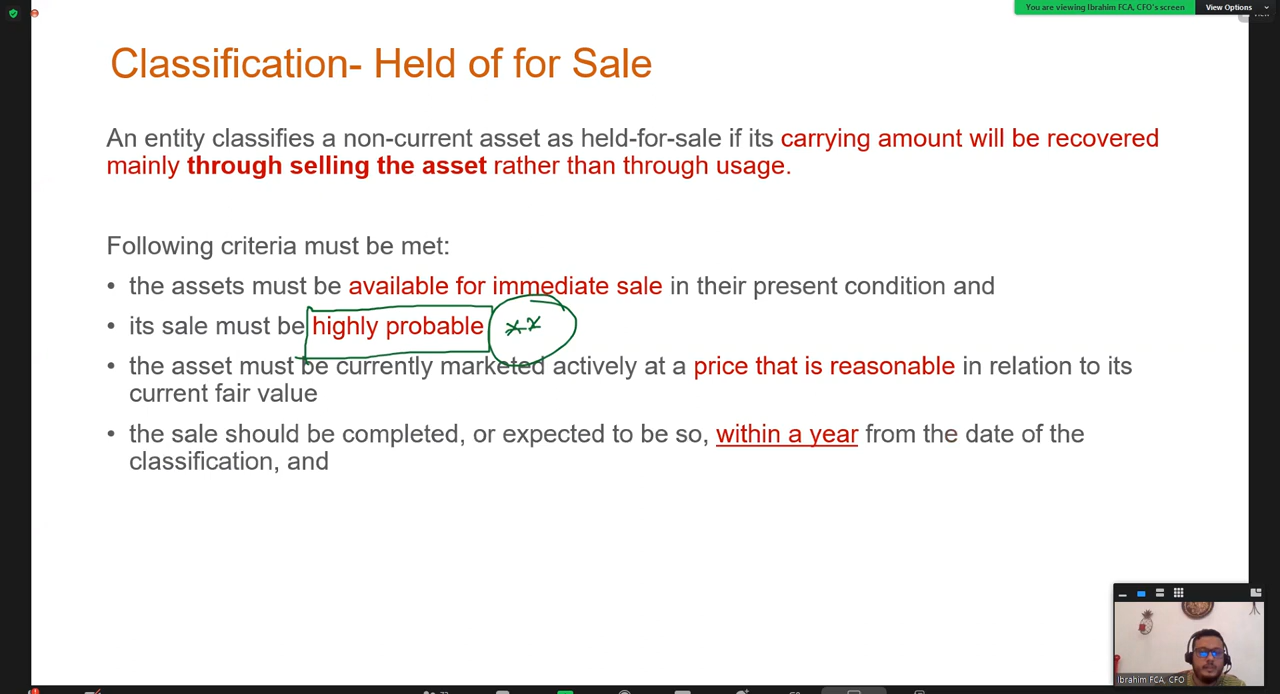 You are viewing Ibrahim FCA, CFO's screen
View Options
View
Classification- Held of for Sale
An entity classifies a non-current asset as held-for-sale if its carrying amount will be recovered
mainly through selling the asset rather than through usage.
Following criteria must be met:
• the assets must be available for immediate sale in their present condition and
• its sale must be highly probable **
• the asset must be currently marketed actively at a price that is reasonable in relation to its
current fair value
• the sale should be completed, or expected to be so, within a year from the date of the
classification, and
Ibrahim FCA, CFO